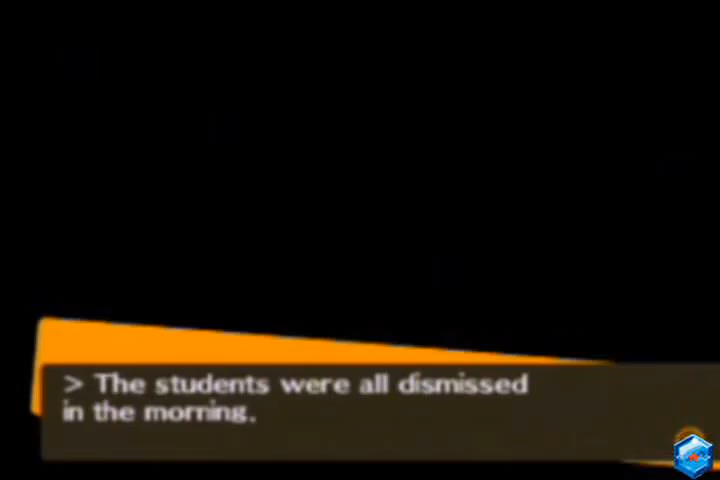 > The students were all dismissed
in the morning.